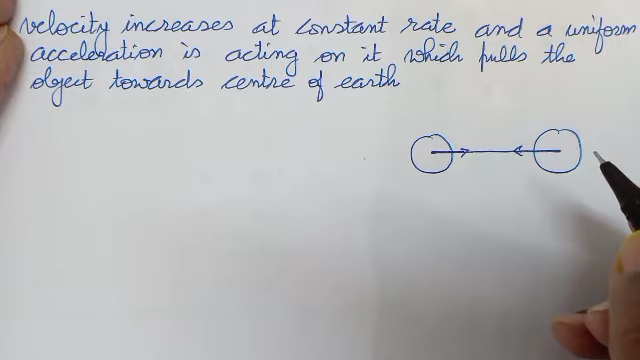 velocity increases at constant rate and a uniform
acceleration is acting on it which pulls the
object towards centre of earth